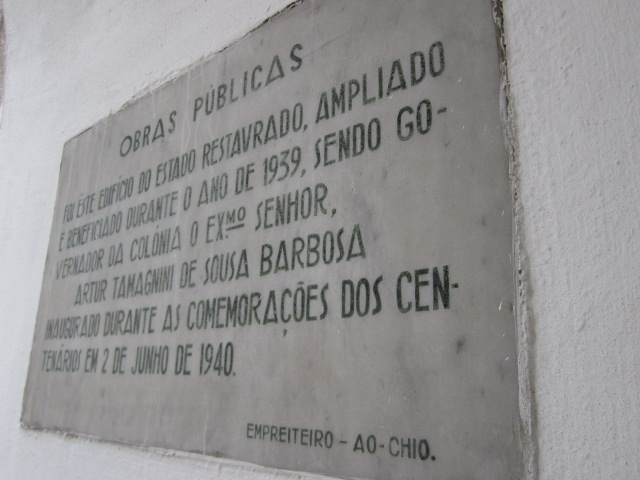 OBRAS PÚBLICAS
FOI ÊSTE EDIFÍCIO DO ESTADO RESTAVRADO, AMPLIADO
E BENEFICIADO DURANTE O ANO DE 1939, SENDO GO-
VERNADOR DA COLÓNIA O EX.MO SENHOR,
ARTUR TAMAGNINI DE SOUSA BARBOSA
INAUGURADO DURANTE AS COMEMORAÇÕES DOS CEN-
TENÁRIOS EM 2 DE JUNHO DE 1940.
EMPREITEIRO - AO-CHIO.